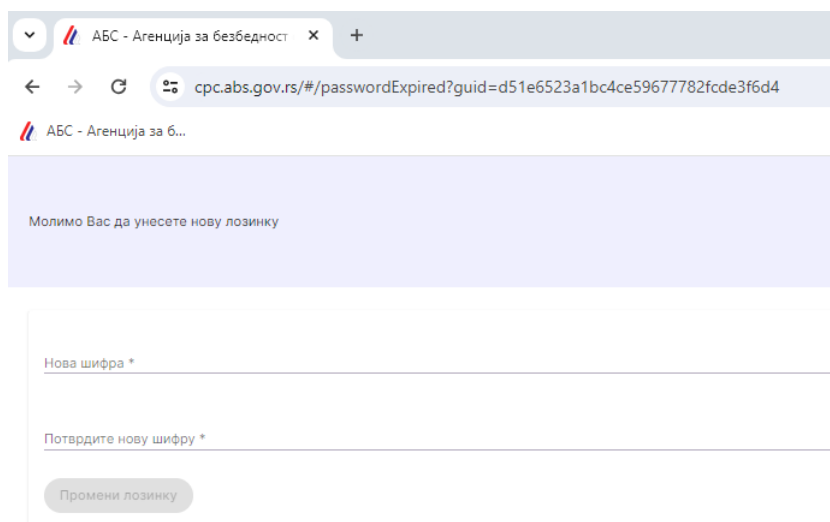 АБС - Агенција за безбедност
cpc.abs.gov.rs/#/passwordExpired?guid=d51e6523a1bc4ce59677782fcde3f6d4
АБС - Агенција за б...
Молимо Вас да унесете нову лозинку
Нова шифра *
Потврдите нову шифру *
Промени лозинку